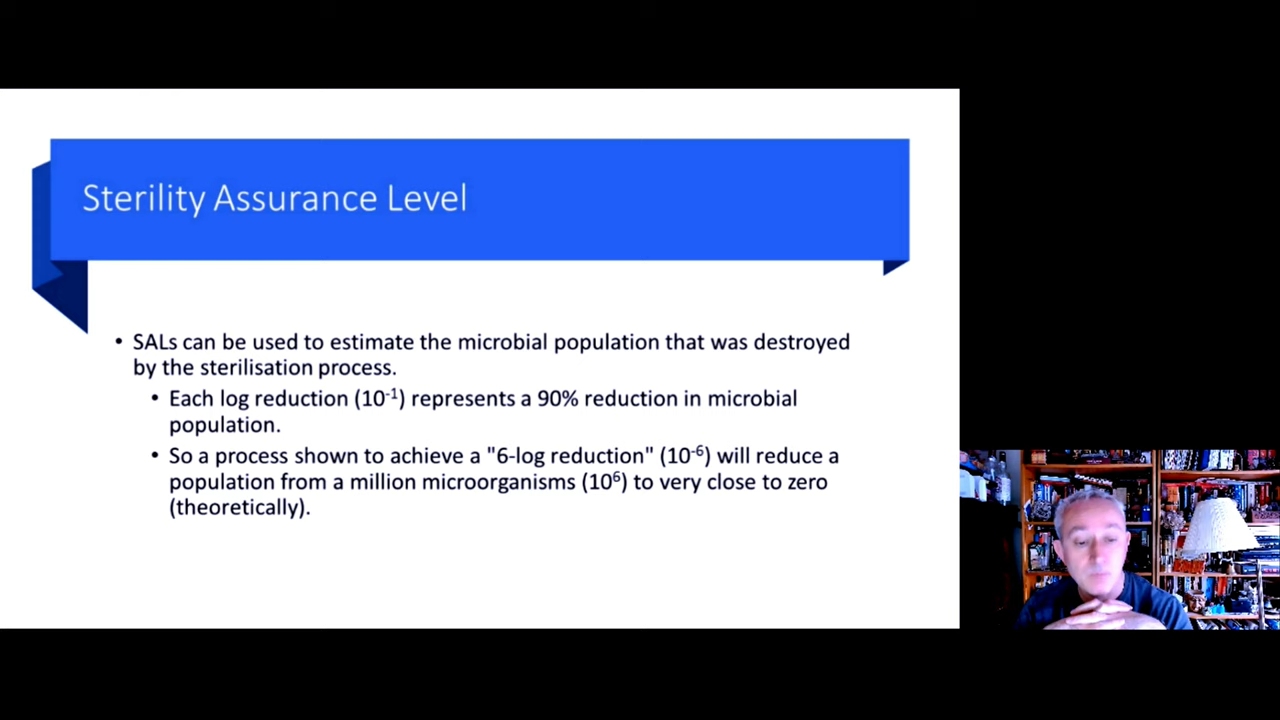 Sterility Assurance Level
• SALs can be used to estimate the microbial population that was destroyed
by the sterilisation process.
• Each log reduction (10⁻¹) represents a 90% reduction in microbial
population.
• So a process shown to achieve a "6-log reduction" (10⁻⁶) will reduce a
population from a million microorganisms (10⁶) to very close to zero
(theoretically).